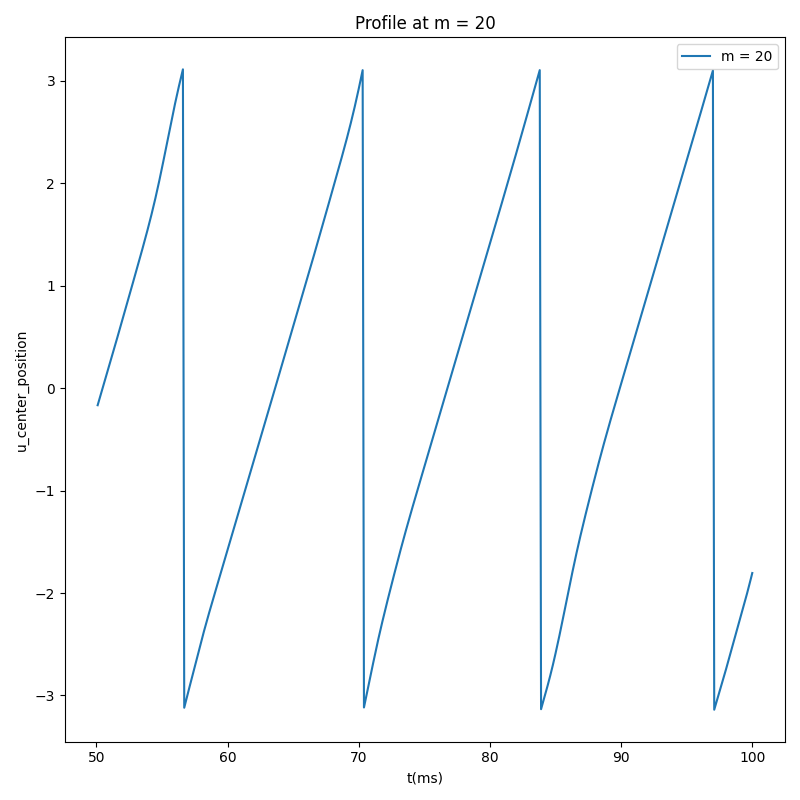 Profile at m = 20
m = 20
3
2
1
0
−1
−2
−3
u_center_position
50 60 70 80 90 100
t(ms)